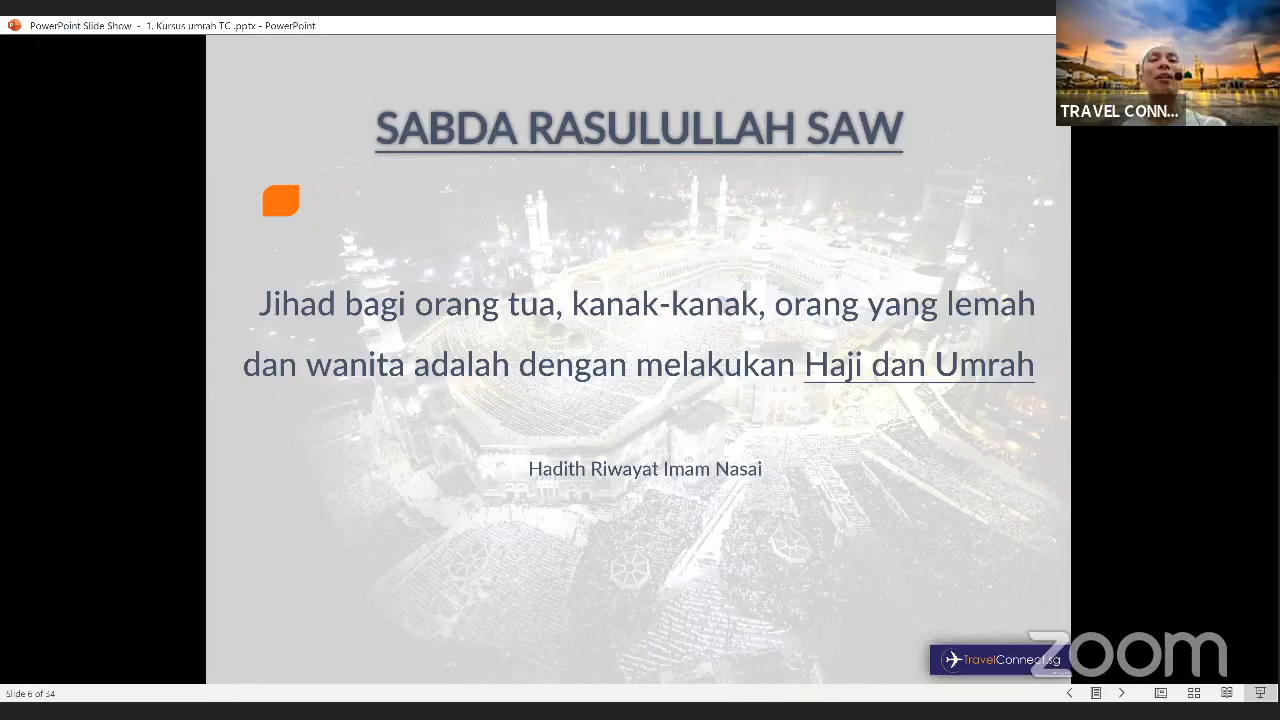 PowerPoint Slide Show - 1. Kursus umrah TC .pptx - PowerPoint
TRAVEL CONN...
SABDA RASULULLAH SAW
Jihad bagi orang tua, kanak-kanak, orang yang lemah
dan wanita adalah dengan melakukan Haji dan Umrah
Hadith Riwayat Imam Nasai
TravelConnect.sg
zoom
Slide 6 of 34